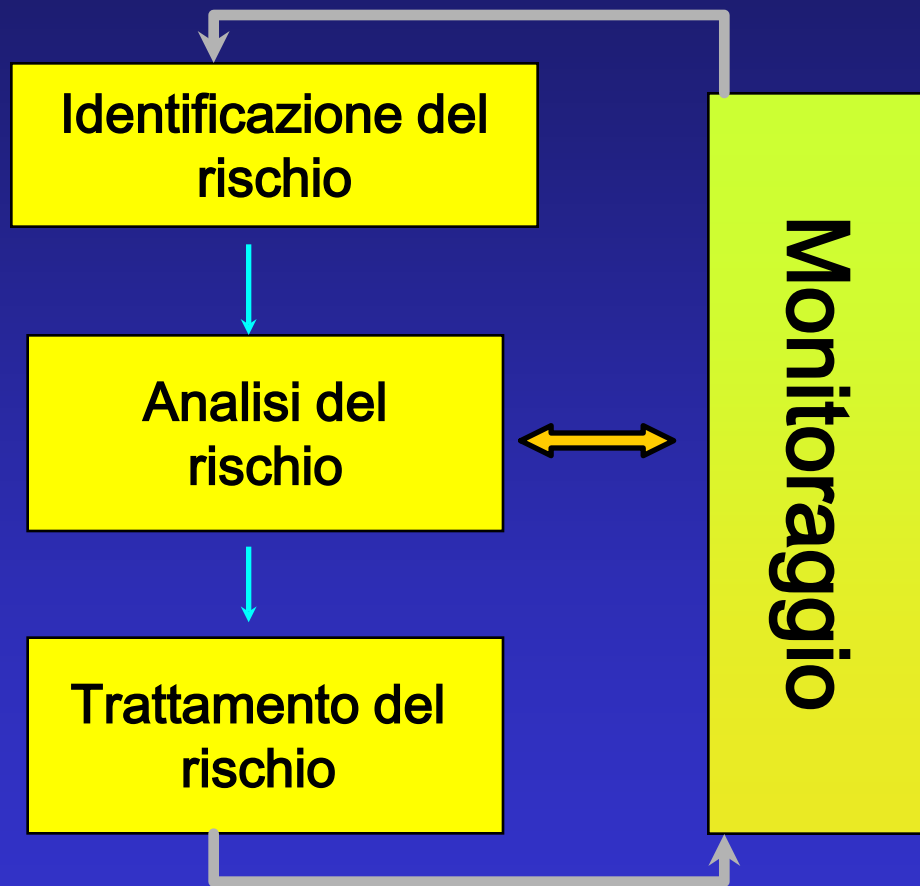 Identificazione del
rischio
Analisi del
rischio
Trattamento del
rischio
Monitoraggio